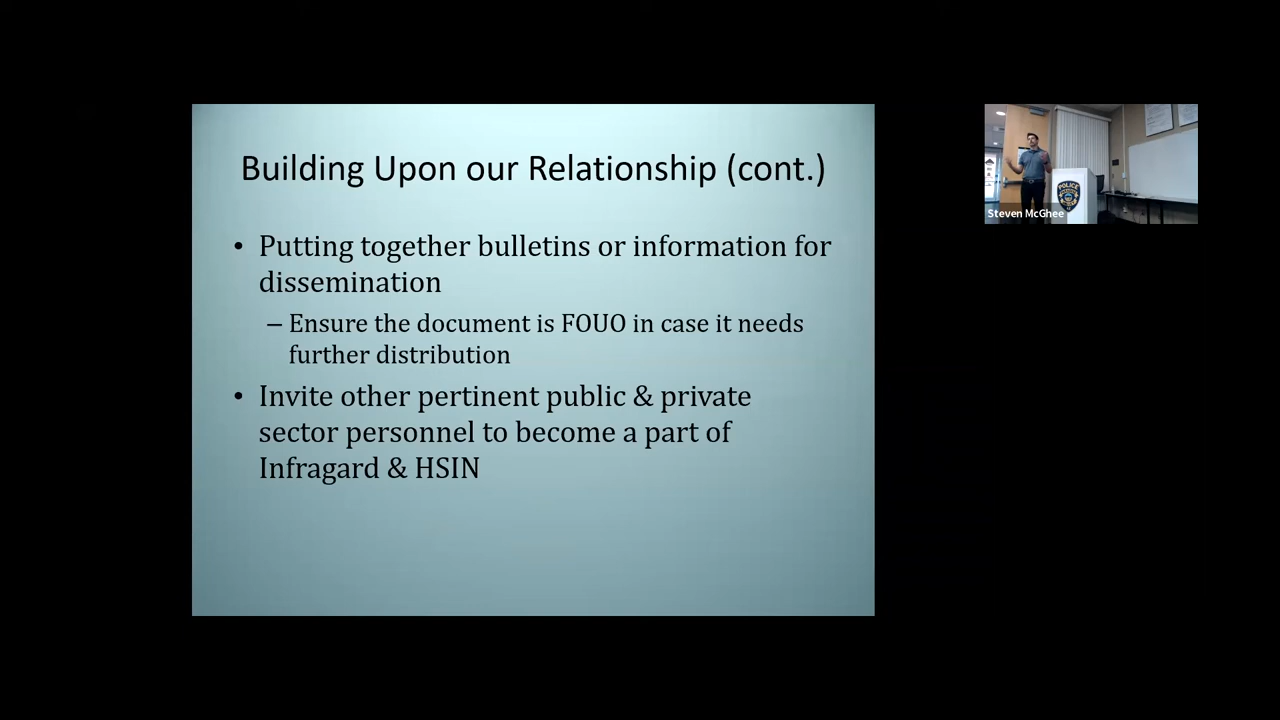 Building Upon our Relationship (cont.)
• Putting together bulletins or information for
dissemination
– Ensure the document is FOUO in case it needs
further distribution
• Invite other pertinent public & private
sector personnel to become a part of
Infragard & HSIN
POLICE
Steven McGhee